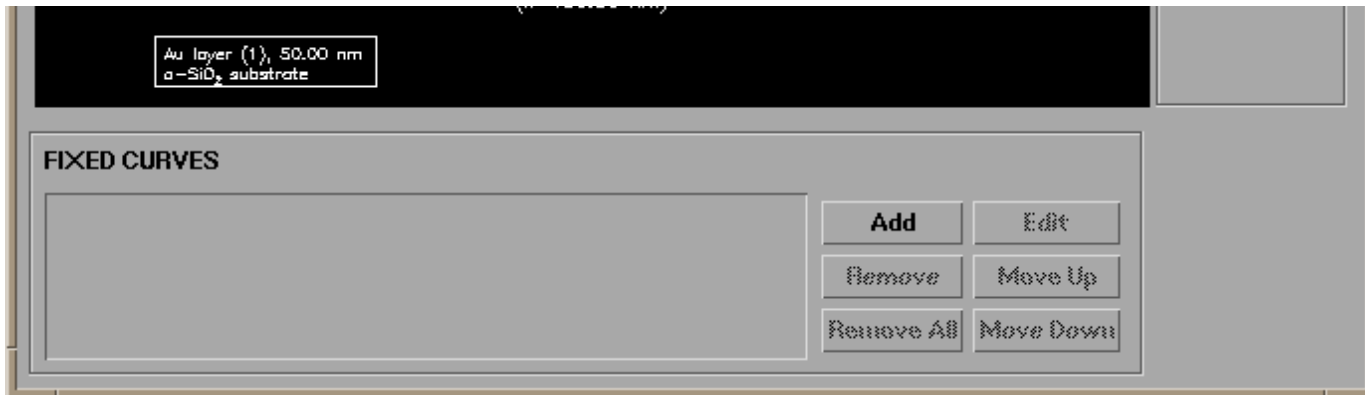 Au layer (1), 50.00 nm
a-SiO₂ substrate
FIXED CURVES
Add Edit
Remove Move Up
Remove All Move Down